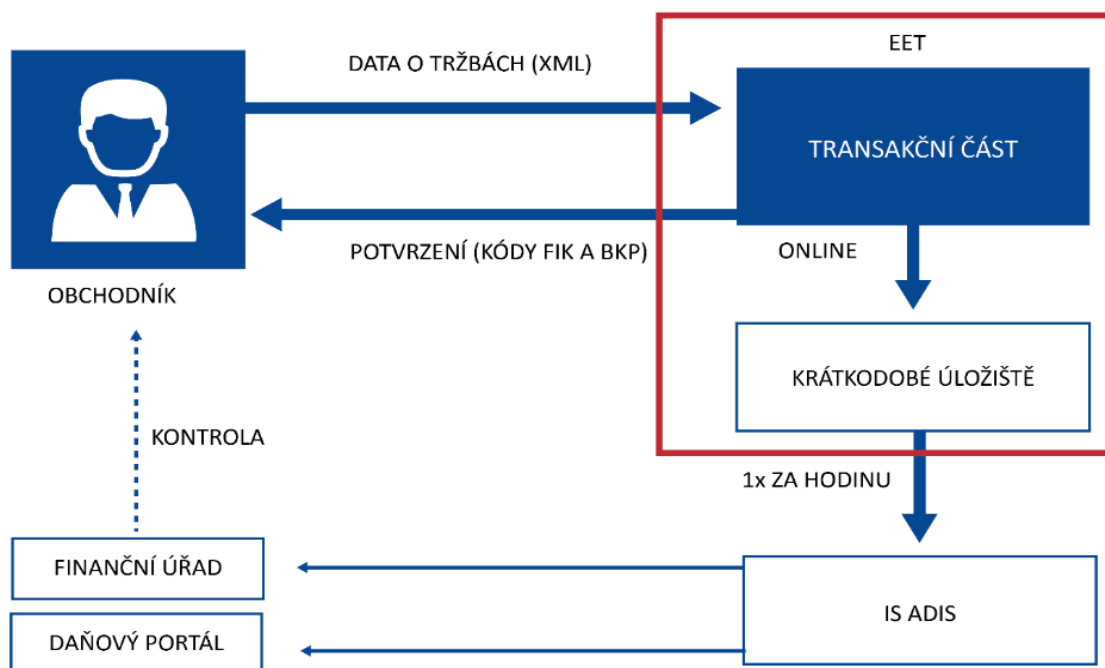 EET
DATA O TRŽBÁCH (XML)
TRANSAKČNÍ ČÁST
POTVRZENÍ (KÓDY FIK A BKP)
ONLINE
OBCHODNÍK
KRÁTKODOBÉ ÚLOŽIŠTĚ
KONTROLA
1x ZA HODINU
FINANČNÍ ÚŘAD
IS ADIS
DAŇOVÝ PORTÁL